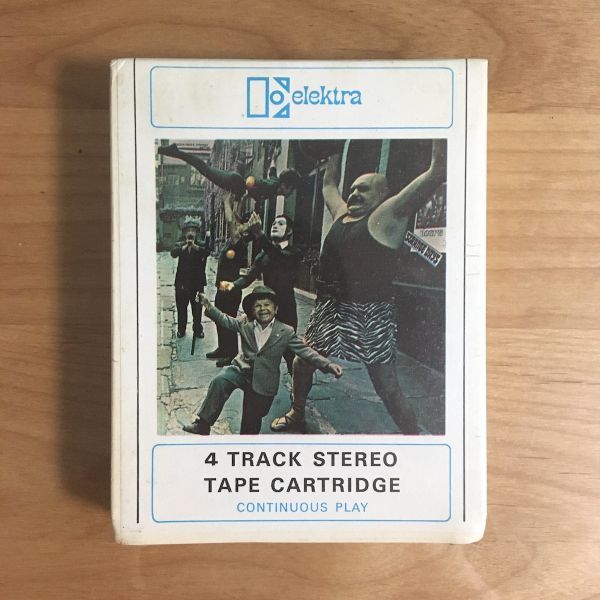 elektra
4 TRACK STEREO
TAPE CARTRIDGE
CONTINUOUS PLAY